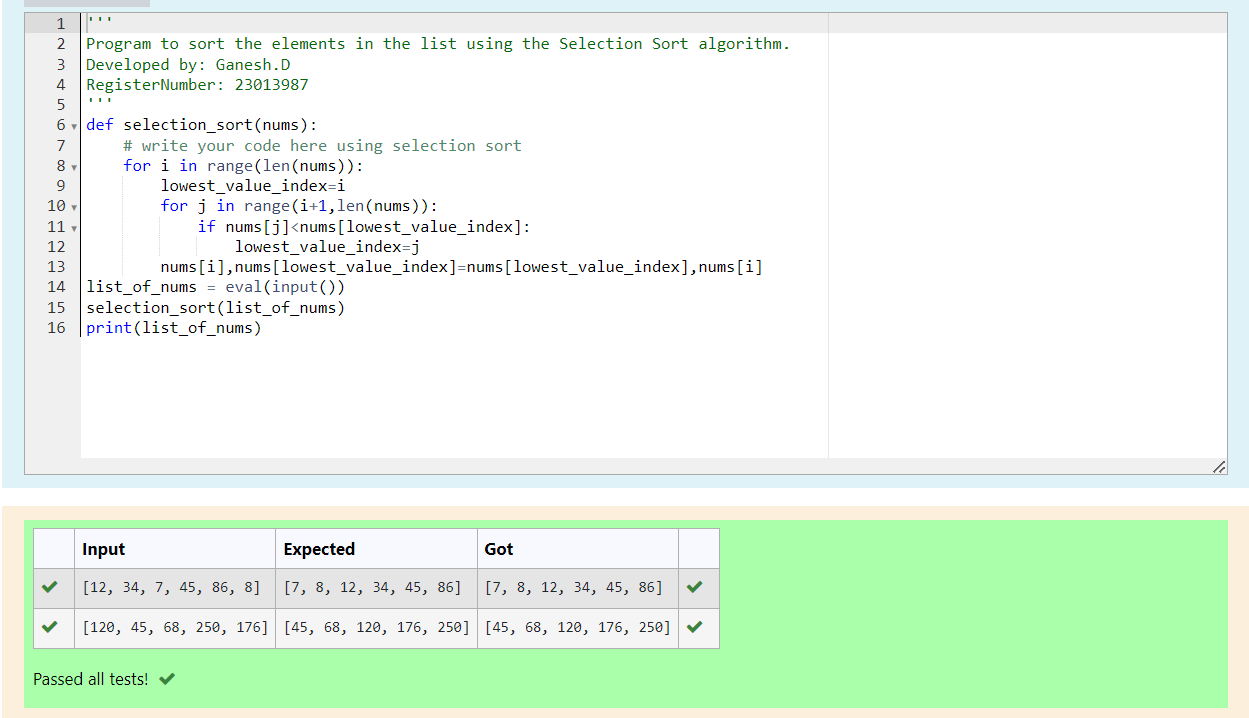 1 '''
2 Program to sort the elements in the list using the Selection Sort algorithm.
3 Developed by: Ganesh.D
4 RegisterNumber: 23013987
5 '''
6 def selection_sort(nums):
7     # write your code here using selection sort
8     for i in range(len(nums)):
9         lowest_value_index=i
10         for j in range(i+1,len(nums)):
11             if nums[j]<nums[lowest_value_index]:
12                 lowest_value_index=j
13         nums[i],nums[lowest_value_index]=nums[lowest_value_index],nums[i]
14 list_of_nums = eval(input())
15 selection_sort(list_of_nums)
16 print(list_of_nums)
Input Expected Got
[12, 34, 7, 45, 86, 8] [7, 8, 12, 34, 45, 86] [7, 8, 12, 34, 45, 86]
[120, 45, 68, 250, 176] [45, 68, 120, 176, 250] [45, 68, 120, 176, 250]
Passed all tests!